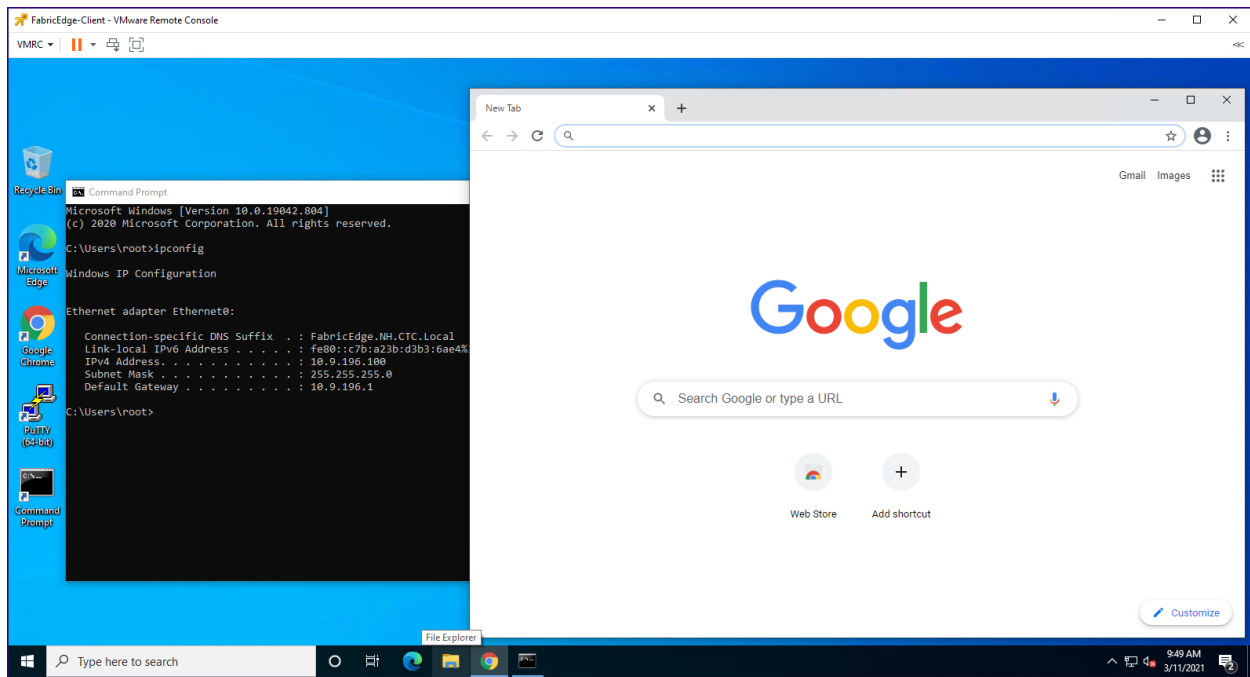 FabricEdge-Client - VMware Remote Console
VMRC
New Tab
Gmail Images
Recycle Bin
Command Prompt
Microsoft Windows [Version 10.0.19042.804]
(c) 2020 Microsoft Corporation. All rights reserved.
C:\Users\root>ipconfig
Microsoft
Edge
Windows IP Configuration
Ethernet adapter Ethernet0:
Connection-specific DNS Suffix . : FabricEdge.NH.CTC.Local
Link-local IPv6 Address . . . . . : fe80::c7b:a23b:d3b3:6ae4%
IPv4 Address. . . . . . . . . . . : 10.9.196.100
Subnet Mask . . . . . . . . . . . : 255.255.255.0
Default Gateway . . . . . . . . . : 10.9.196.1
C:\Users\root>
Google
Chrome
PuTTY
(64-bit)
Command
Prompt
Google
Search Google or type a URL
Web Store
Add shortcut
Customize
File Explorer
Type here to search
9:49 AM
3/11/2021
2